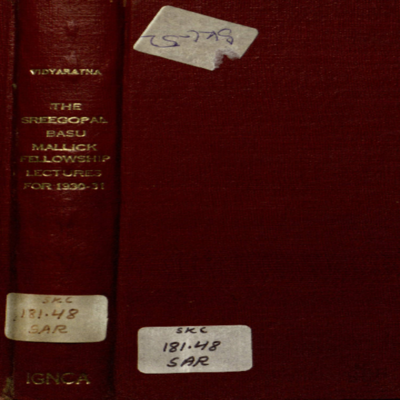 VIDYARATNA
THE
SREEGOPAL
BASU
MALLICK
FELLOWSHIP
LECTURES
FOR 1930-31
SKC
181.48
SAR
IGNCA
SKC
181.48
SAR